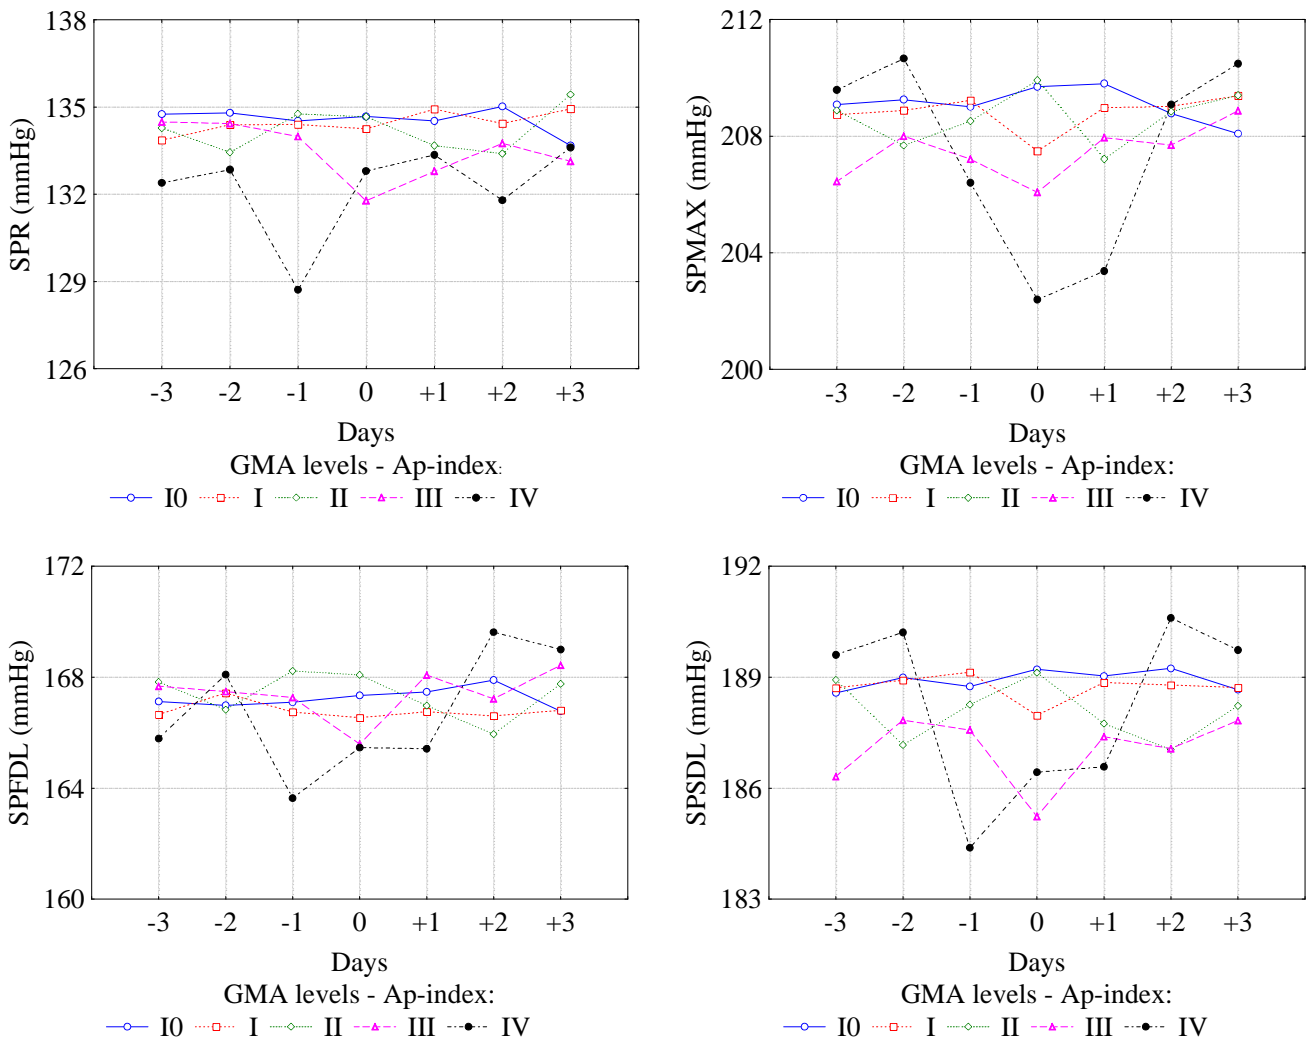 138
135
132
129
126
SPR (mmHg)
-3 -2 -1 0 +1 +2 +3
Days
GMA levels - Ap-index:
I0 I II III IV
212
208
204
200
SPMAX (mmHg)
-3 -2 -1 0 +1 +2 +3
Days
GMA levels - Ap-index:
I0 I II III IV
172
168
164
160
SPFDL (mmHg)
-3 -2 -1 0 +1 +2 +3
Days
GMA levels - Ap-index:
I0 I II III IV
192
189
186
183
SPSDL (mmHg)
-3 -2 -1 0 +1 +2 +3
Days
GMA levels - Ap-index:
I0 I II III IV